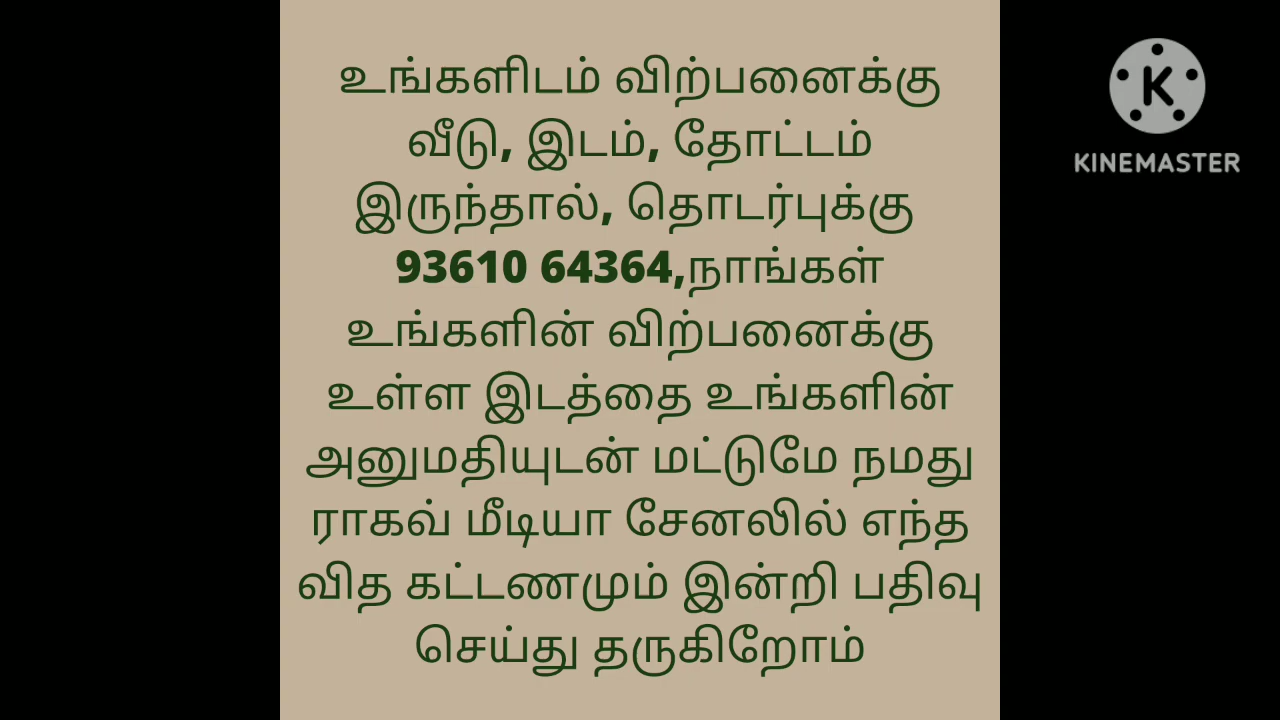 உங்களிடம் விற்பனைக்கு
வீடு, இடம், தோட்டம்
இருந்தால், தொடர்புக்கு
93610 64364,நாங்கள்
உங்களின் விற்பனைக்கு
உள்ள இடத்தை உங்களின்
அனுமதியுடன் மட்டுமே நமது
ராகவ் மீடியா சேனலில் எந்த
வித கட்டணமும் இன்றி பதிவு
செய்து தருகிறோம்
K
KINEMASTER